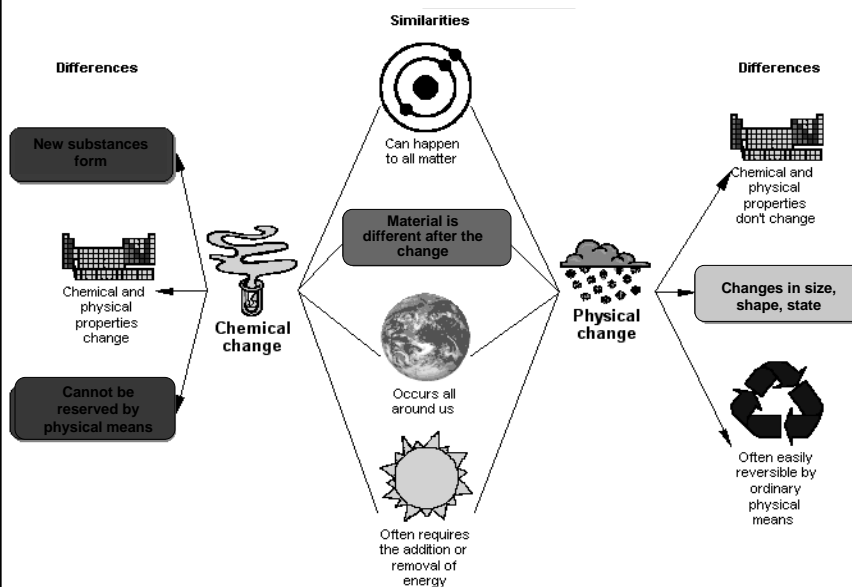 Similarities
Differences
Differences
Can happen
to all matter
New substances
form
Chemical and
physical
properties
don't change
Material is
different after the
change
Chemical and
physical
properties
change
Chemical
change
Physical
change
Changes in size,
shape, state
Cannot be
reserved by
physical means
Occurs all
around us
Often easily
reversible by
ordinary
physical
means
Often requires
the addition or
removal of
energy